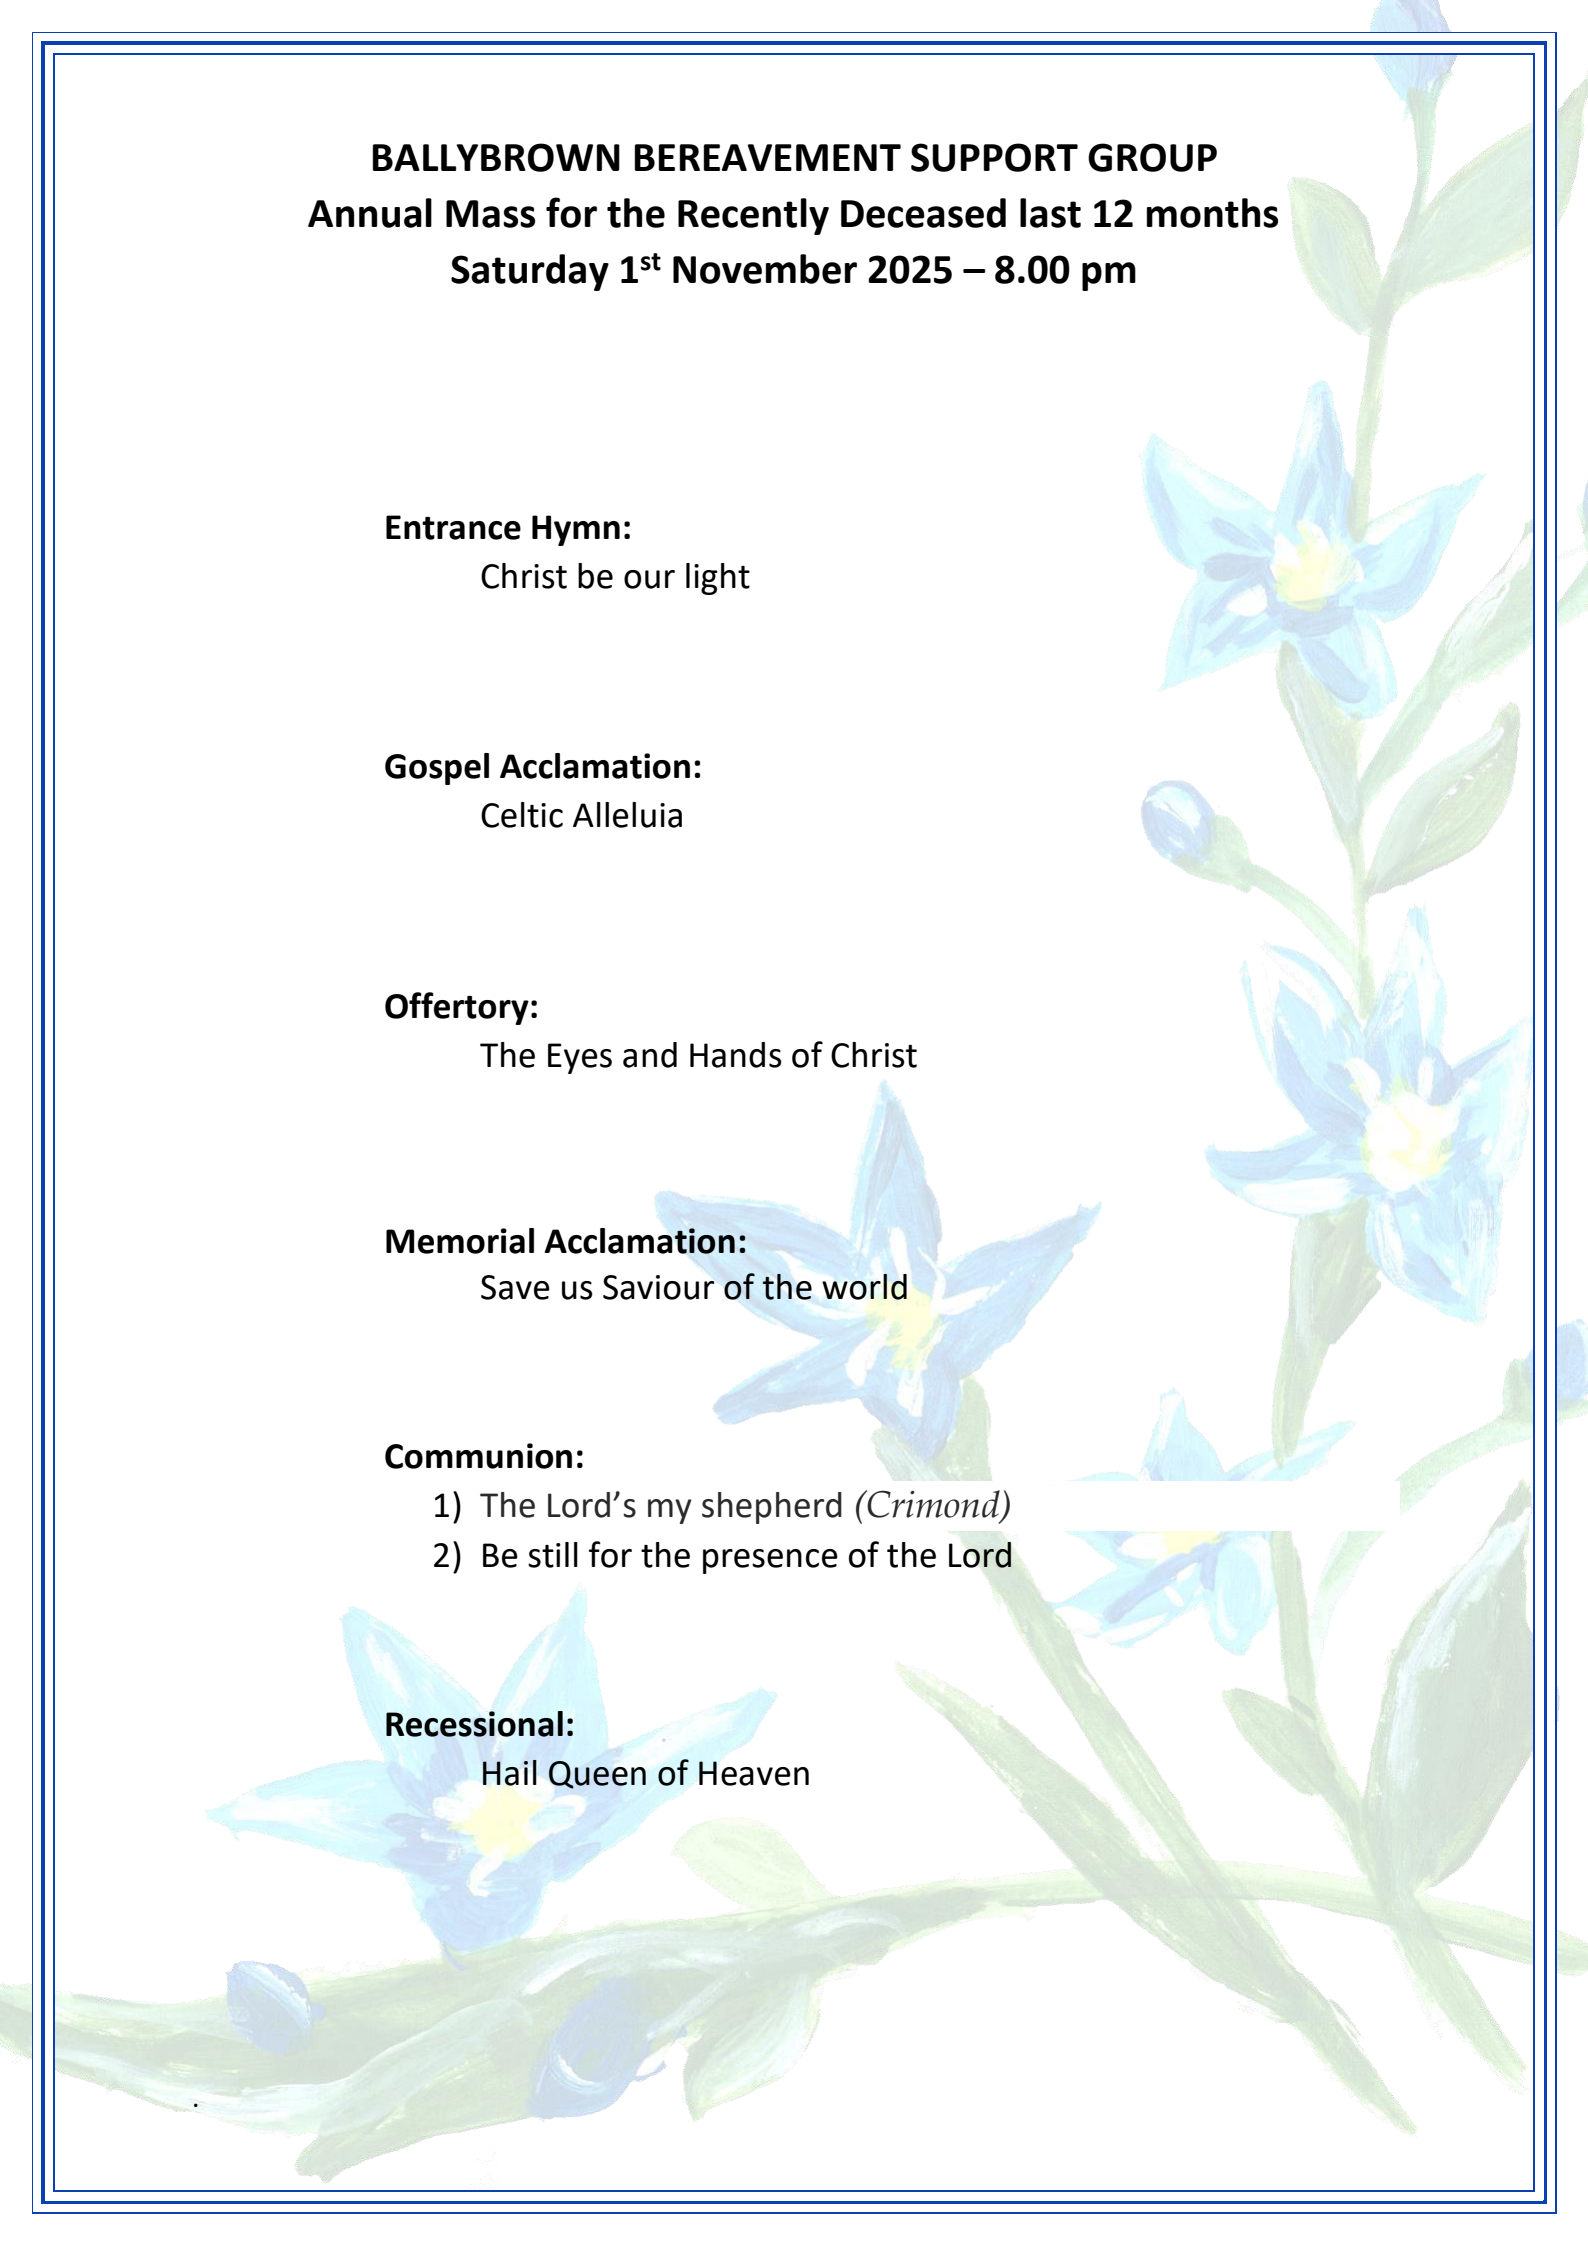 BALLYBROWN BEREAVEMENT SUPPORT GROUP
Annual Mass for the Recently Deceased last 12 months
Saturday 1st November 2025 – 8.00 pm
Entrance Hymn:
Christ be our light
Gospel Acclamation:
Celtic Alleluia
Offertory:
The Eyes and Hands of Christ
Memorial Acclamation:
Save us Saviour of the world
Communion:
1) The Lord’s my shepherd (Crimond)
2) Be still for the presence of the Lord
Recessional:
Hail Queen of Heaven
.